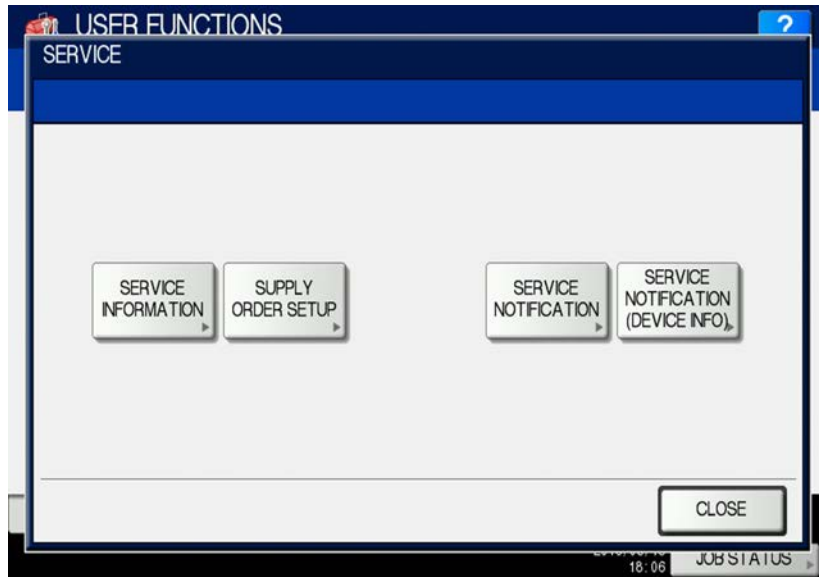 USER FUNCTIONS
?
SERVICE
SERVICE
INFORMATION
SUPPLY
ORDER SETUP
SERVICE
NOTIFICATION
SERVICE
NOTIFICATION
(DEVICE INFO)
CLOSE
18:06
JOB STATUS